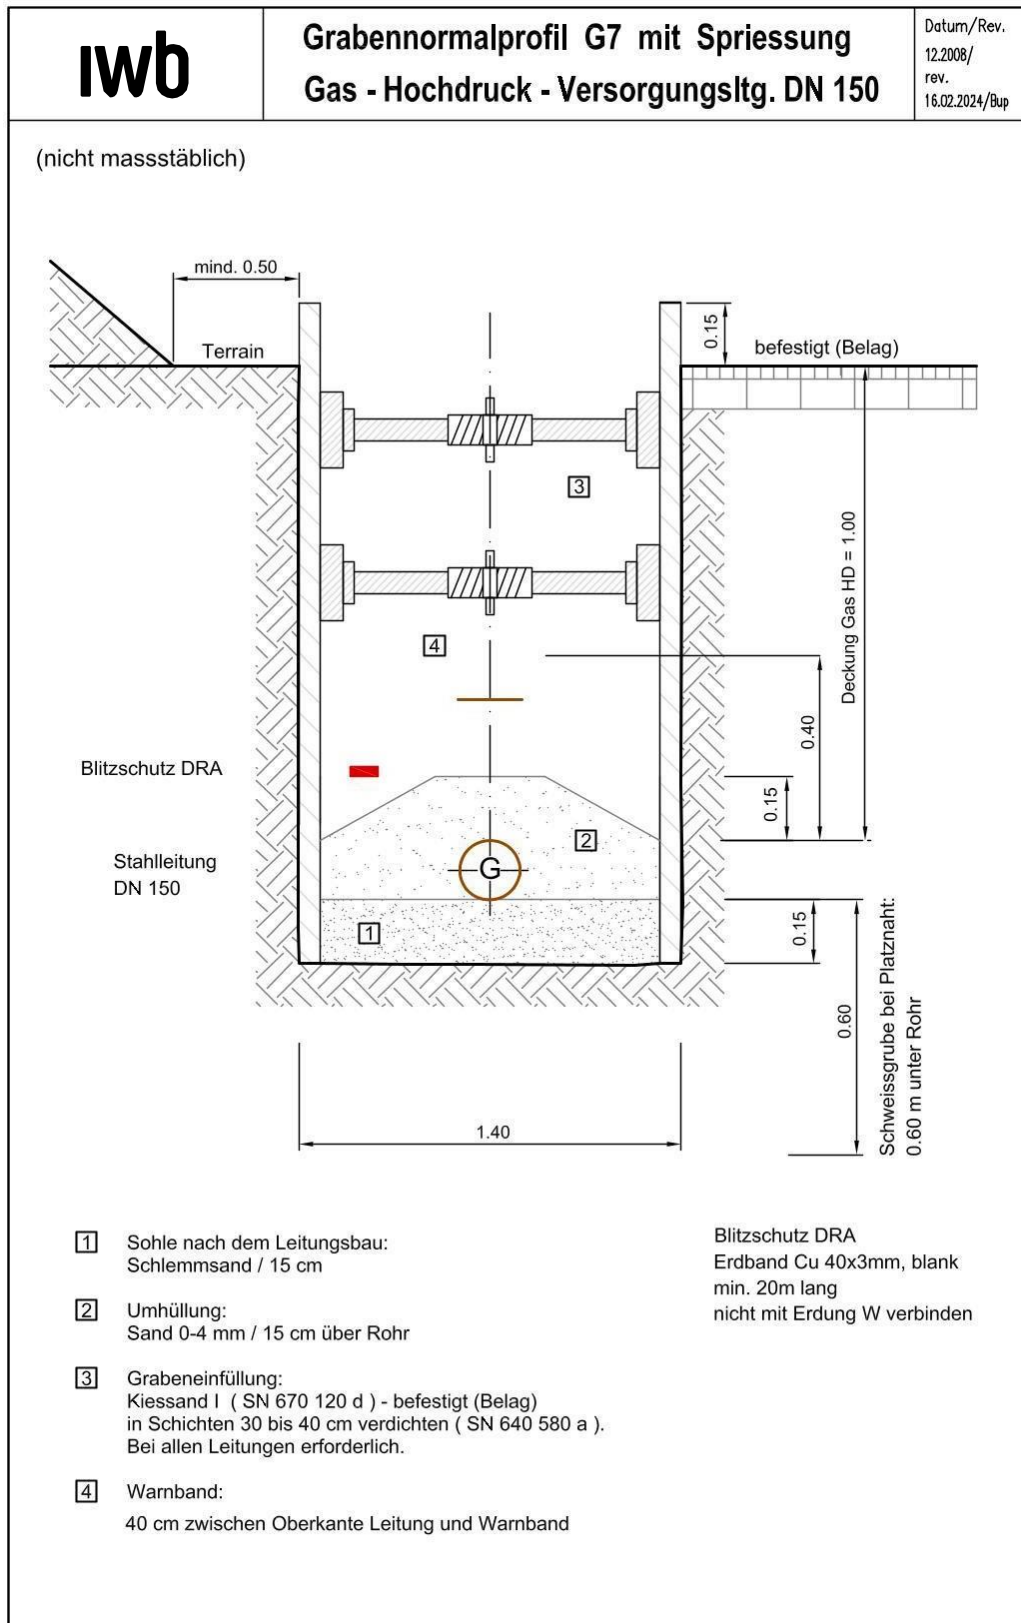 iwb
Grabennormalprofil G7 mit Spriessung
Gas - Hochdruck - Versorgungsltg. DN 150
Datum/Rev.
12.2008/
rev.
16.02.2024/Bup
(nicht massstäblich)
mind. 0.50
Terrain
0.15
befestigt (Belag)
3
Deckung Gas HD = 1.00
4
0.40
Blitzschutz DRA
0.15
2
Stahlleitung
DN 150
G
1
0.15
0.60
Schweissgrube bei Platznaht:
0.60 m unter Rohr
1.40
1 Sohle nach dem Leitungsbau:
Schlemmsand / 15 cm
2 Umhüllung:
Sand 0-4 mm / 15 cm über Rohr
3 Grabeneinfüllung:
Kiessand I ( SN 670 120 d ) - befestigt (Belag)
in Schichten 30 bis 40 cm verdichten ( SN 640 580 a ).
Bei allen Leitungen erforderlich.
4 Warnband:
40 cm zwischen Oberkante Leitung und Warnband
Blitzschutz DRA
Erdband Cu 40x3mm, blank
min. 20m lang
nicht mit Erdung W verbinden